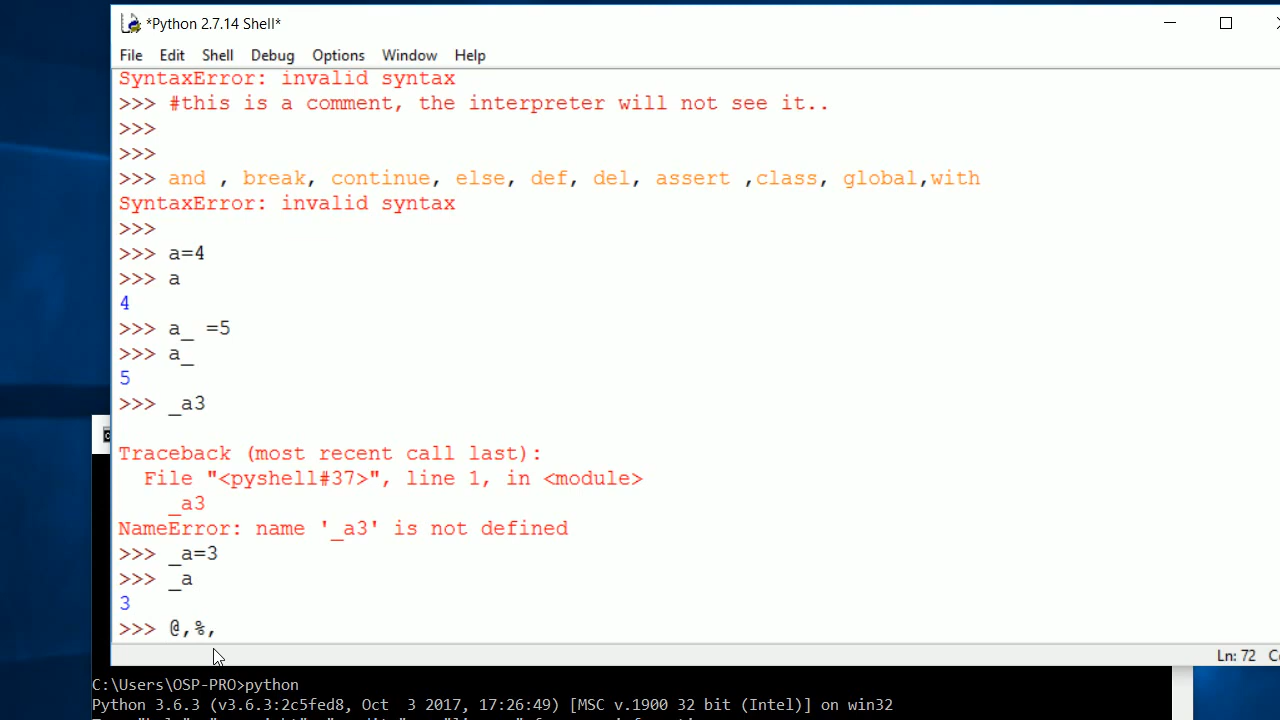 *Python 2.7.14 Shell*
File Edit Shell Debug Options Window Help
SyntaxError: invalid syntax
>>> #this is a comment, the interpreter will not see it..
>>>
>>>
>>> and , break, continue, else, def, del, assert ,class, global,with
SyntaxError: invalid syntax
>>>
>>> a=4
>>> a
4
>>> a_ =5
>>> a_
5
>>> _a3
Traceback (most recent call last):
  File "<pyshell#37>", line 1, in <module>
    _a3
NameError: name '_a3' is not defined
>>> _a=3
>>> _a
3
>>> @,%,
Ln: 72
C:\Users\OSP-PRO>python
Python 3.6.3 (v3.6.3:2c5fed8, Oct  3 2017, 17:26:49) [MSC v.1900 32 bit (Intel)] on win32